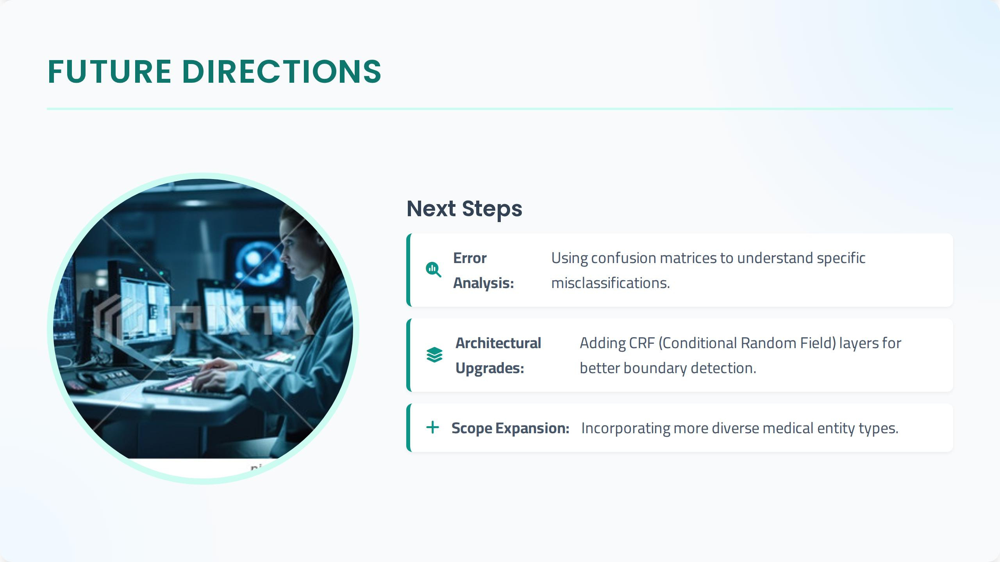 FUTURE DIRECTIONS
PIXTA
Next Steps
Error Analysis:
Using confusion matrices to understand specific
misclassifications.
Architectural
Upgrades:
Adding CRF (Conditional Random Field) layers for
better boundary detection.
Scope Expansion: Incorporating more diverse medical entity types.